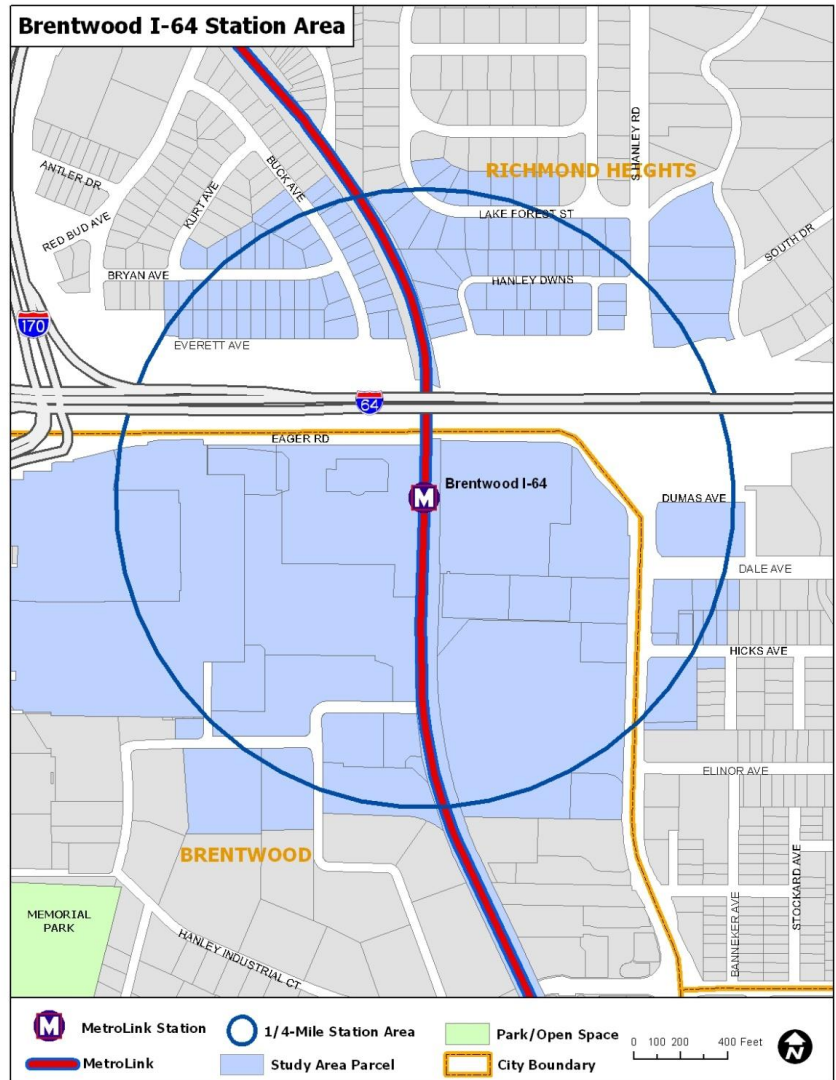 Brentwood I-64 Station Area
RICHMOND HEIGHTS
S HANLEY RD
ANTLER DR
BUCK AVE
KURT AVE
LAKE FOREST ST
RED BUD AVE
SOUTH DR
BRYAN AVE
HANLEY DWNS
170
EVERETT AVE
64
EAGER RD
M
Brentwood I-64
DUMAS AVE
DALE AVE
HICKS AVE
ELINOR AVE
BRENTWOOD
STOCKARD AVE
BANNEKER AVE
MEMORIAL
PARK
HANLEY INDUSTRIAL CT
M
MetroLink Station
1/4-Mile Station Area
Park/Open Space
0 100 200 400 Feet
N
MetroLink
Study Area Parcel
City Boundary